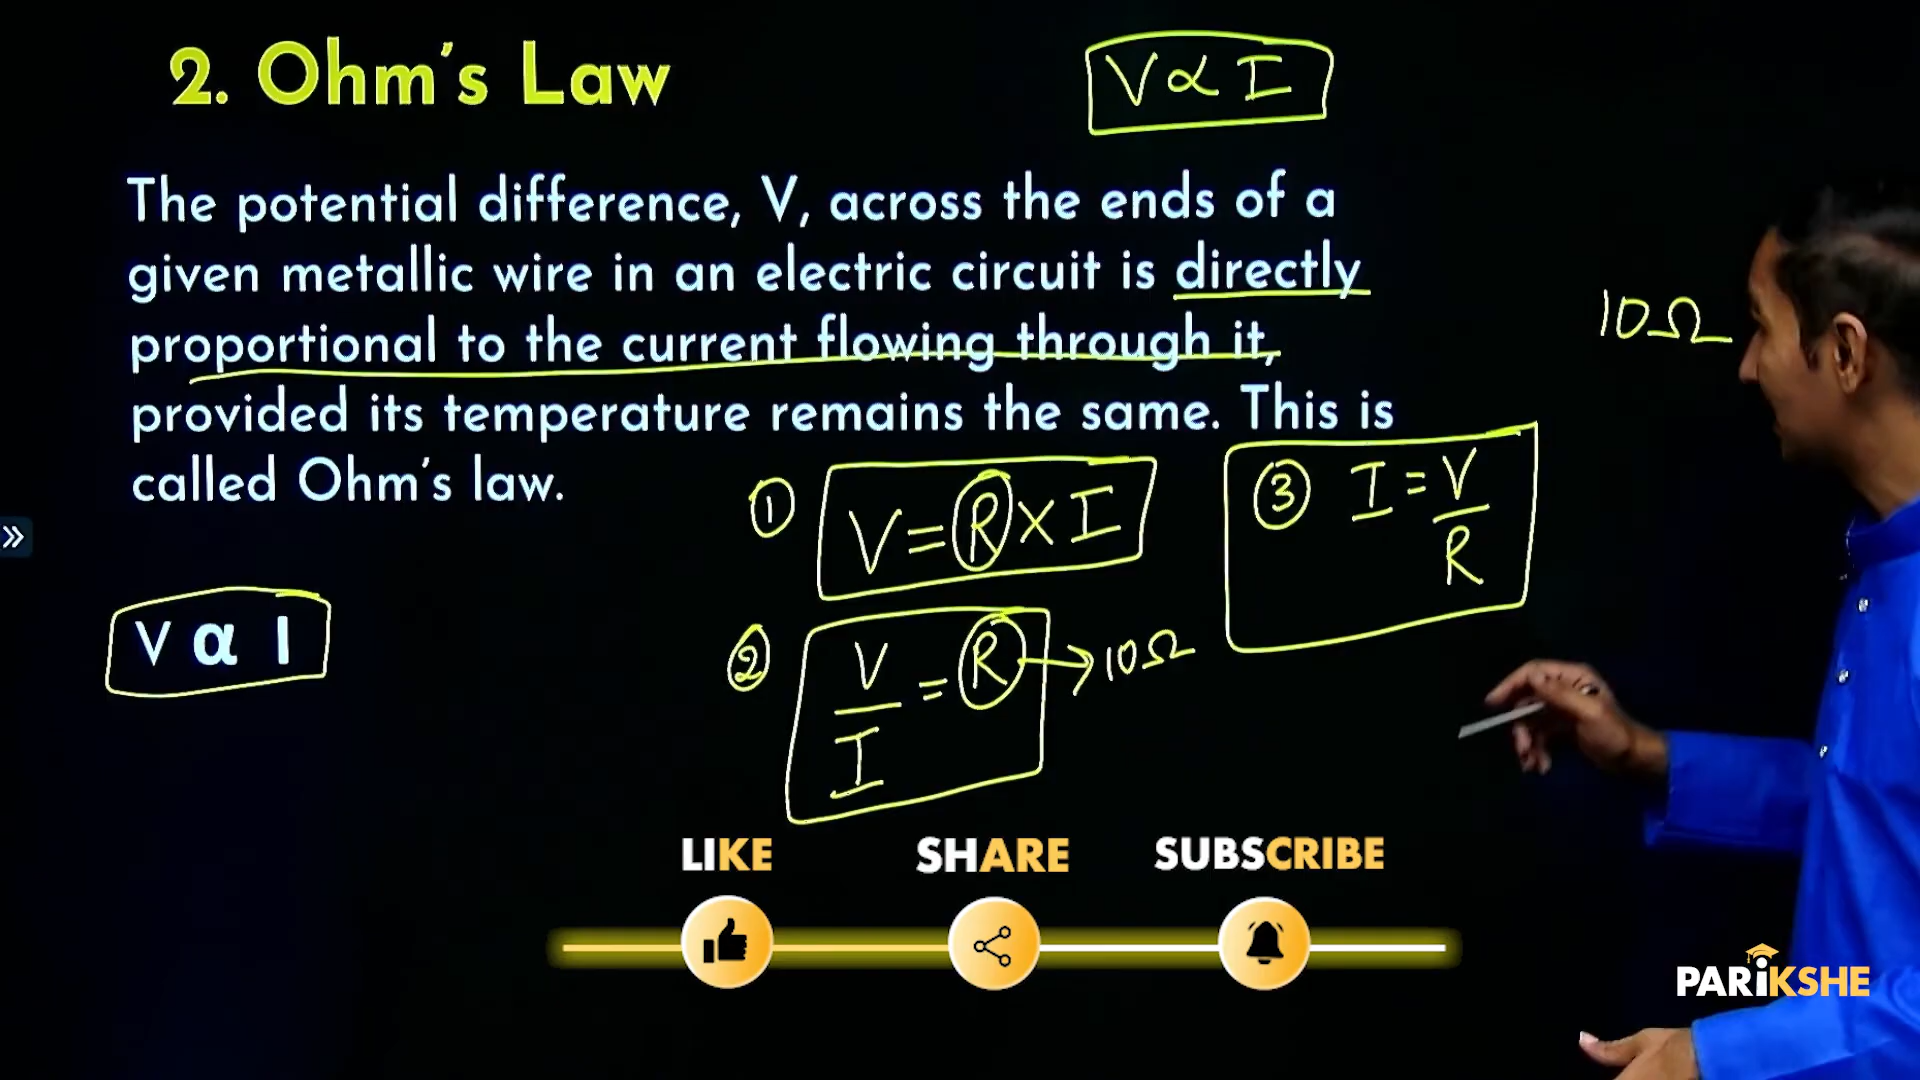 2. Ohm's Law
V ∝ I
The potential difference, V, across the ends of a
given metallic wire in an electric circuit is directly
proportional to the current flowing through it,
provided its temperature remains the same. This is
called Ohm's law.
10Ω
① V = R × I
③ I = V/R
② V/I = R → 10Ω
V α I
LIKE SHARE SUBSCRIBE
PARIKSHE